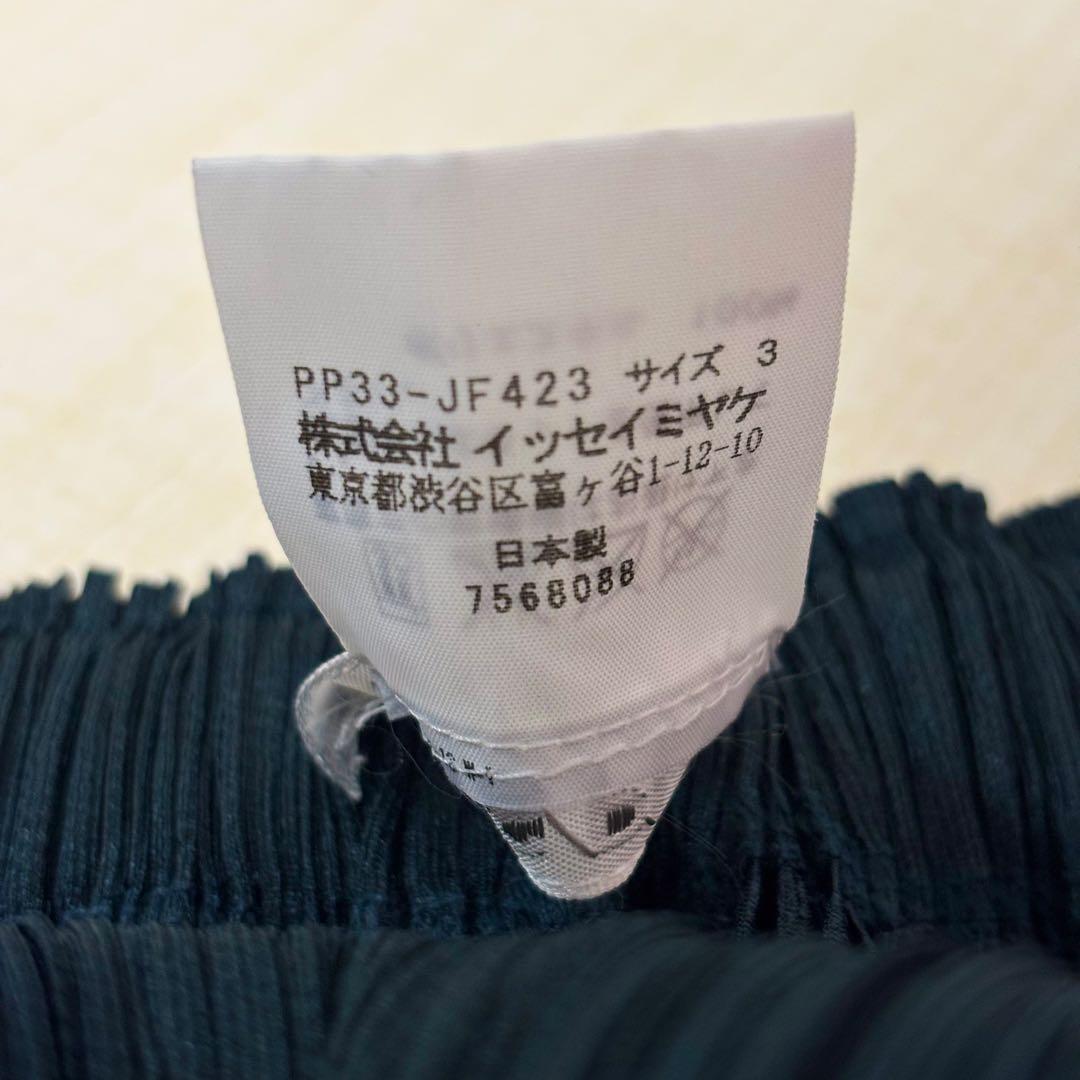 PP33-JF423 サイズ 3
株式会社 イッセイミヤケ
東京都渋谷区富ヶ谷1-12-10
日本製
7568088